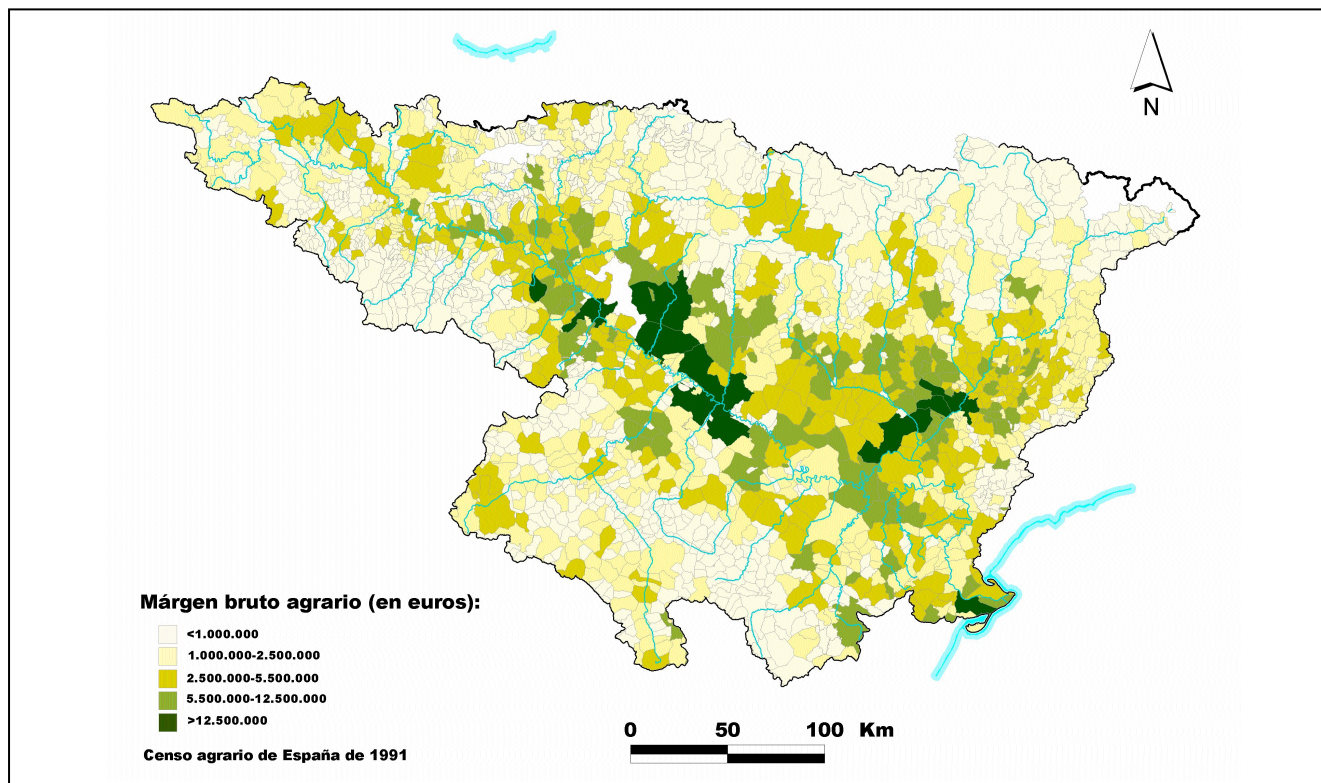 N
Márgen bruto agrario (en euros):
<1.000.000
1.000.000-2.500.000
2.500.000-5.500.000
5.500.000-12.500.000
>12.500.000
0 50 100 Km
Censo agrario de España de 1991